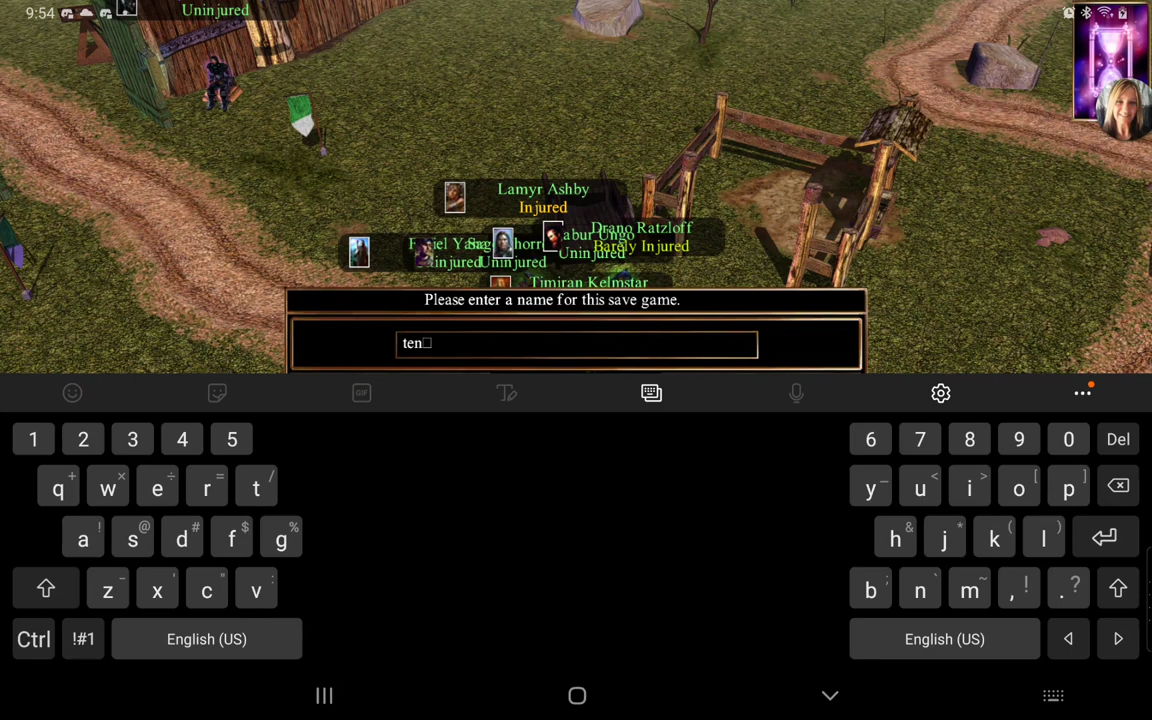 9:54
Uninjured
Lamyr Ashby
Injured
Drano Ratzloff
Barely Injured
Uninjured
Uninjured
Timiran Kelmstar
Please enter a name for this save game.
ten
1 2 3 4 5 6 7 8 9 0 Del
q + w × e ÷ r = t / y _ u < i > o [ p ]
a ! s @ d # f $ g % h & j * k ( l )
z - x ' c " v : b ; n ` m ~ , ! . ?
Ctrl !#1 English (US) English (US)
GIF